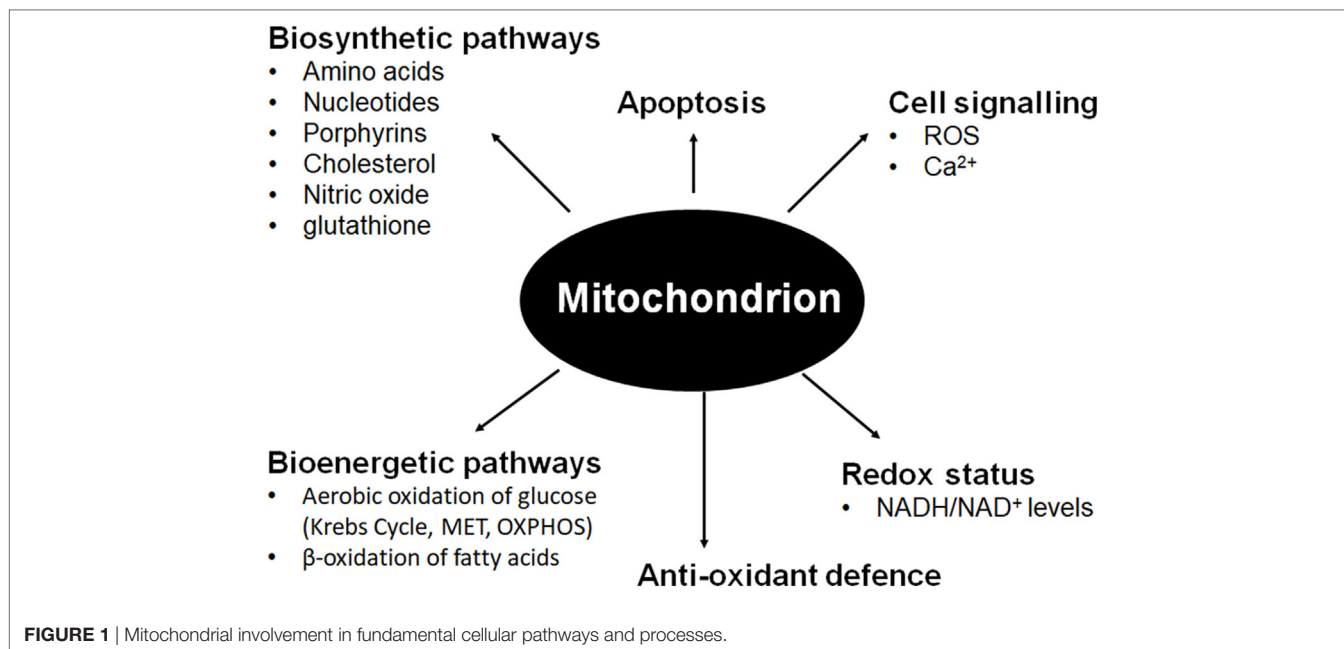 Biosynthetic pathways
• Amino acids
• Nucleotides
• Porphyrins
• Cholesterol
• Nitric oxide
• glutathione
Apoptosis
Cell signalling
• ROS
• Ca²⁺
Mitochondrion
Bioenergetic pathways
• Aerobic oxidation of glucose
(Krebs Cycle, MET, OXPHOS)
• β-oxidation of fatty acids
Anti-oxidant defence
Redox status
• NADH/NAD⁺ levels
FIGURE 1 | Mitochondrial involvement in fundamental cellular pathways and processes.